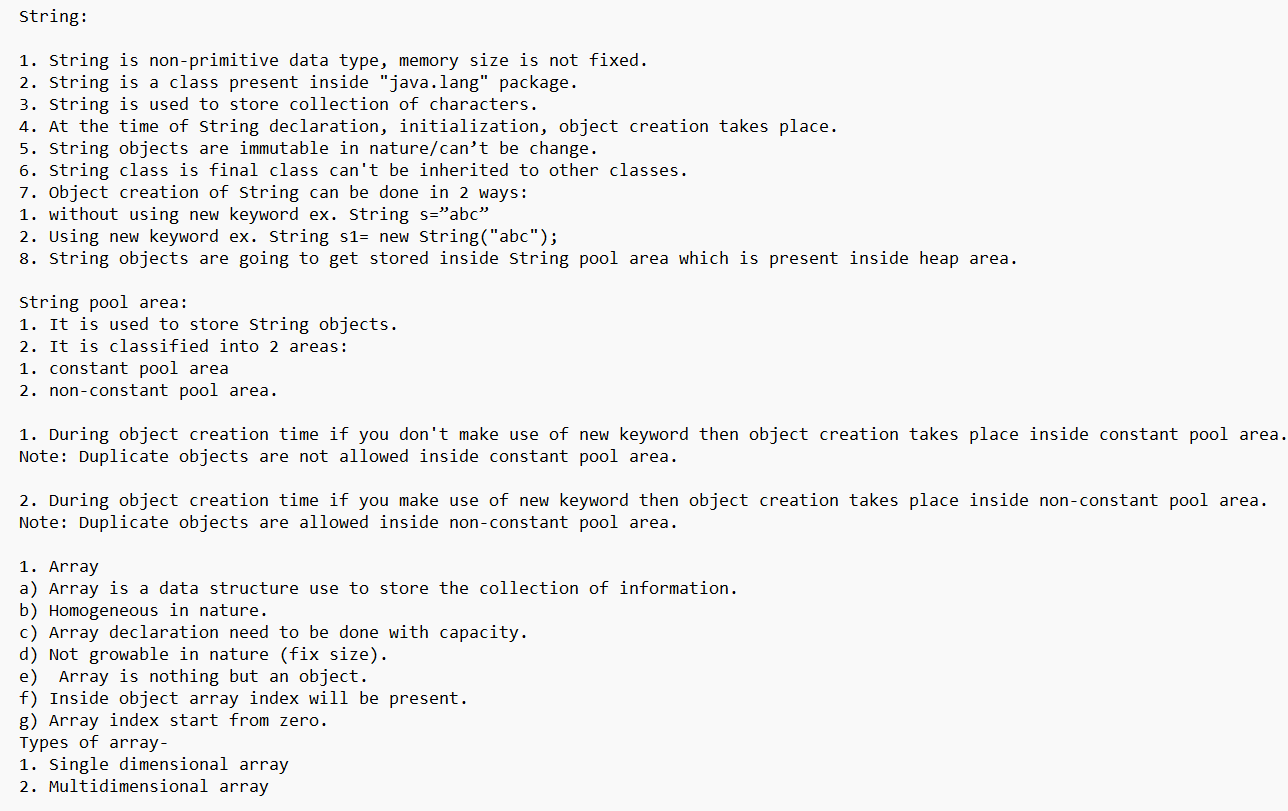 String:
1. String is non-primitive data type, memory size is not fixed.
2. String is a class present inside "java.lang" package.
3. String is used to store collection of characters.
4. At the time of String declaration, initialization, object creation takes place.
5. String objects are immutable in nature/can’t be change.
6. String class is final class can't be inherited to other classes.
7. Object creation of String can be done in 2 ways:
1. without using new keyword ex. String s=”abc”
2. Using new keyword ex. String s1= new String("abc");
8. String objects are going to get stored inside String pool area which is present inside heap area.
String pool area:
1. It is used to store String objects.
2. It is classified into 2 areas:
1. constant pool area
2. non-constant pool area.
1. During object creation time if you don't make use of new keyword then object creation takes place inside constant pool area.
Note: Duplicate objects are not allowed inside constant pool area.
2. During object creation time if you make use of new keyword then object creation takes place inside non-constant pool area.
Note: Duplicate objects are allowed inside non-constant pool area.
1. Array
a) Array is a data structure use to store the collection of information.
b) Homogeneous in nature.
c) Array declaration need to be done with capacity.
d) Not growable in nature (fix size).
e)  Array is nothing but an object.
f) Inside object array index will be present.
g) Array index start from zero.
Types of array-
1. Single dimensional array
2. Multidimensional array